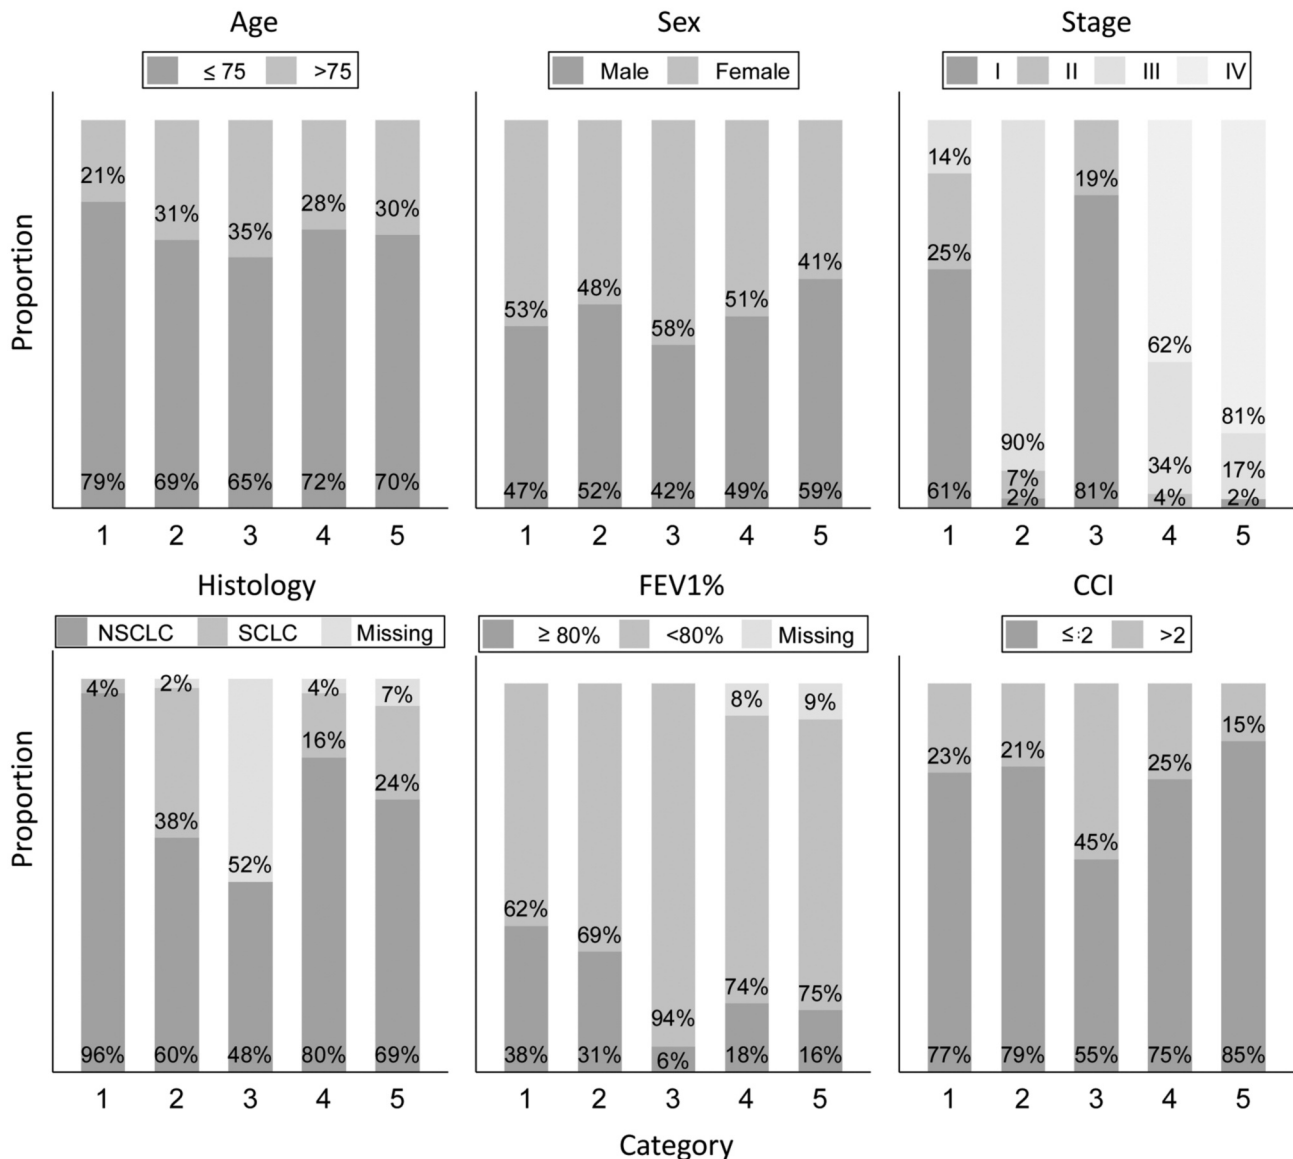 Age
≤ 75 >75
21% 31% 35% 28% 30%
79% 69% 65% 72% 70%
1 2 3 4 5
Sex
Male Female
53% 48% 58% 51% 41%
47% 52% 42% 49% 59%
1 2 3 4 5
Stage
I II III IV
14% 19%
25% 62%
90% 81%
7% 34% 17%
61% 2% 81% 4% 2%
1 2 3 4 5
Proportion
Histology
NSCLC SCLC Missing
4% 2% 4% 7%
16%
38% 52% 24%
96% 60% 48% 80% 69%
1 2 3 4 5
FEV1%
≥ 80% <80% Missing
8% 9%
62% 69% 94% 74% 75%
38% 31% 6% 18% 16%
1 2 3 4 5
CCI
≤:2 >2
23% 21% 45% 25% 15%
77% 79% 55% 75% 85%
1 2 3 4 5
Proportion
Category